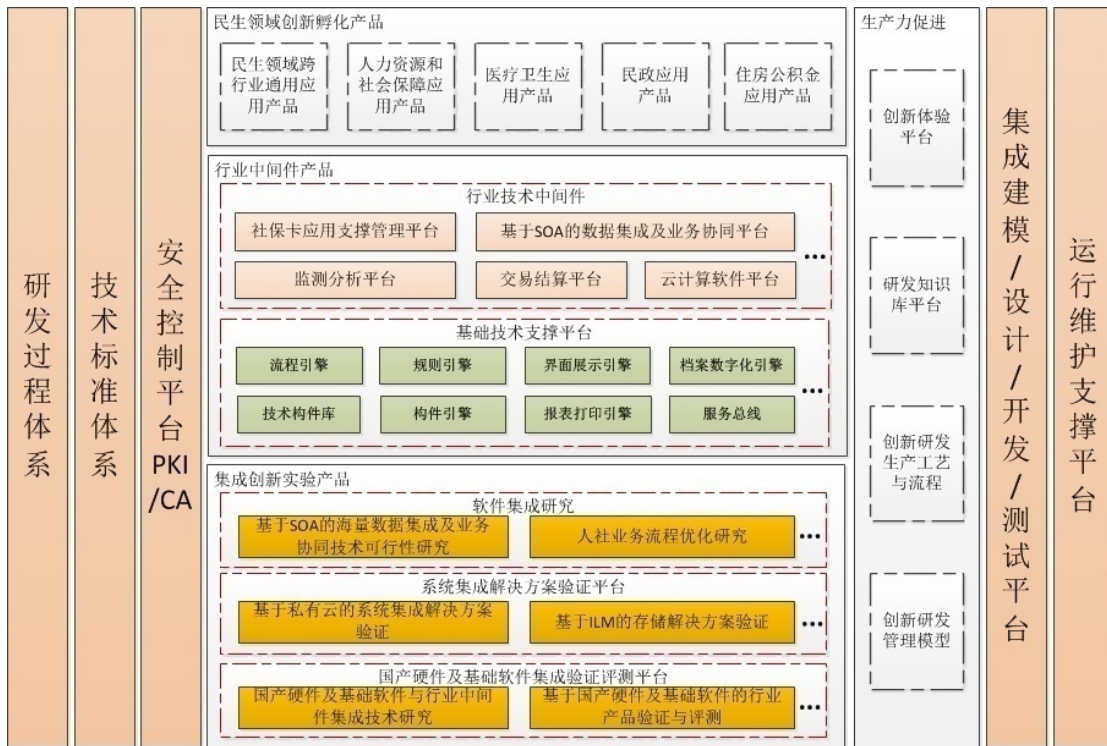 研发过程体系
技术标准体系
安全控制平台
PKI
/CA
民生领域创新孵化产品
民生领域跨
行业通用应
用产品
人力资源和
社会保障应
用产品
医疗卫生应
用产品
民政应用
产品
住房公积金
应用产品
行业中间件产品
行业技术中间件
社保卡应用支撑管理平台
基于SOA的数据集成及业务协同平台
监测分析平台
交易结算平台
云计算软件平台
...
基础技术支撑平台
流程引擎
规则引擎
界面展示引擎
档案数字化引擎
技术构件库
构件引擎
报表打印引擎
服务总线
...
集成创新实验产品
软件集成研究
基于SOA的海量数据集成及业务
协同技术可行性研究
人社业务流程优化研究
...
系统集成解决方案验证平台
基于私有云的系统集成解决方案
验证
基于ILM的存储解决方案验证
...
国产硬件及基础软件集成验证评测平台
国产硬件及基础软件与行业中间
件集成技术研究
基于国产硬件及基础软件的行业
产品验证与评测
...
生产力促进
创新体验
平台
研发知识
库平台
创新研发
生产工艺
与流程
创新研发
管理模型
集成建模/设计/开发/测试平台
运行维护支撑平台